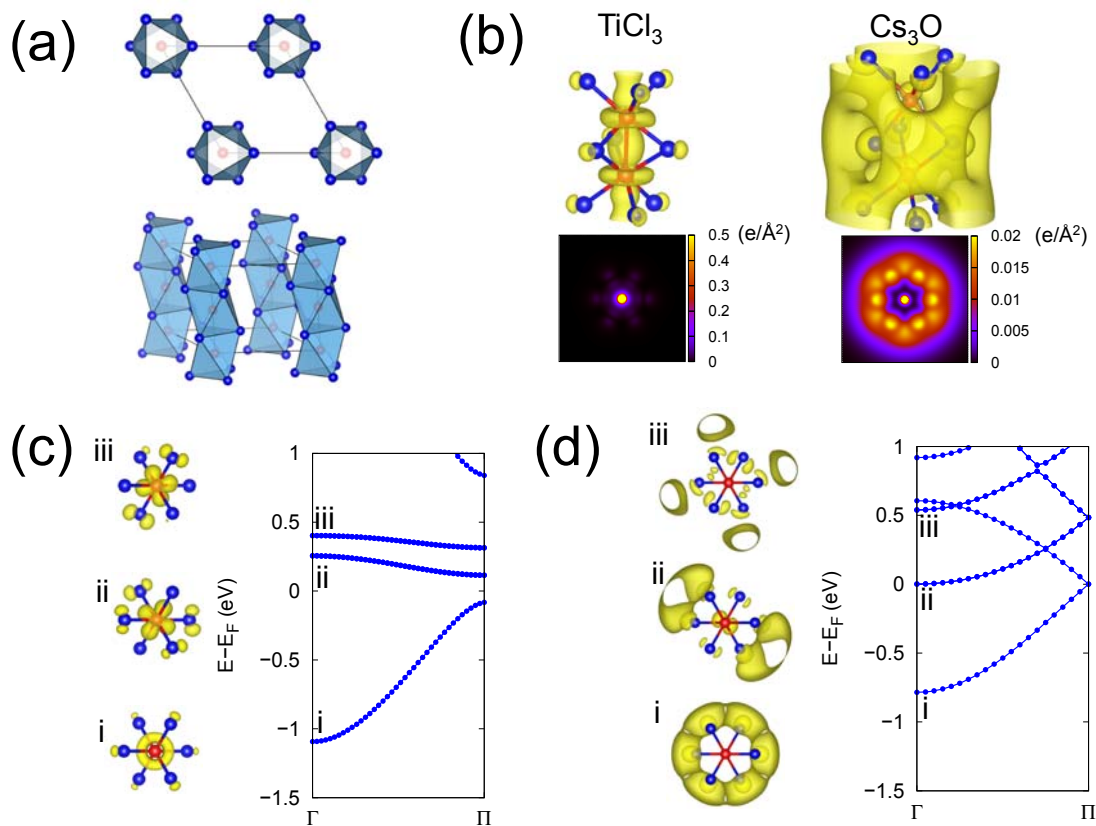 (a)
(b)
TiCl₃
Cs₃O
0.5 (e/Å²)
0.4
0.3
0.2
0.1
0
0.02 (e/Å²)
0.015
0.01
0.005
0
(c)
iii
ii
i
E−E_F (eV)
1
0.5
0
−0.5
−1
−1.5
iii
ii
i
Γ Π
(d)
iii
ii
i
E−E_F (eV)
1
0.5
0
−0.5
−1
−1.5
iii
ii
i
Γ Π